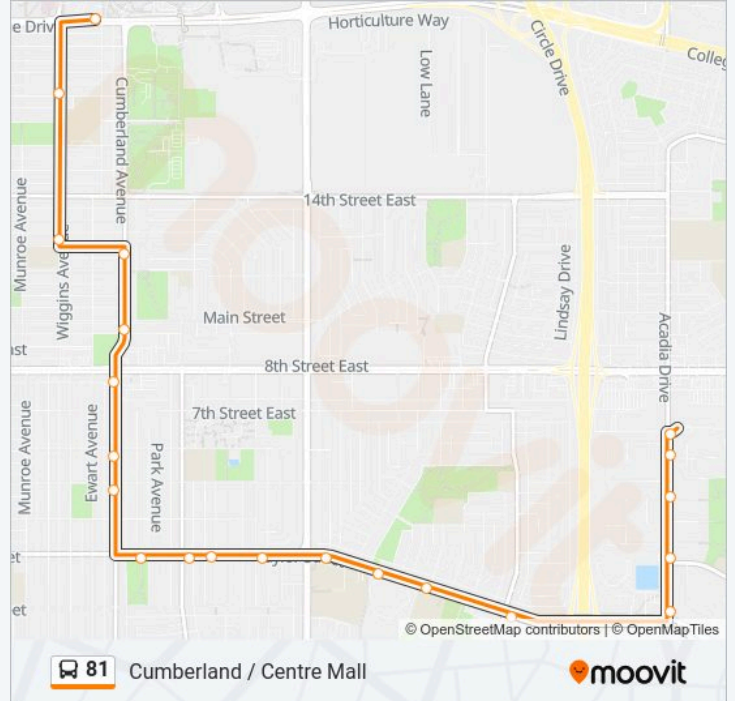 e Driv
Horticulture Way
Circle Drive
Colleg
Low Lane
Cumberland Avenue
14th Street East
Munroe Avenue
Wiggins Ave
Lindsay Drive
Main Street
Acadia Drive
ast
8th Street East
7th Street East
Munroe Avenue
Ewart Avenue
Park Avenue
et
et
© OpenStreetMap contributors | © OpenMapTiles
81 Cumberland / Centre Mall
moovit